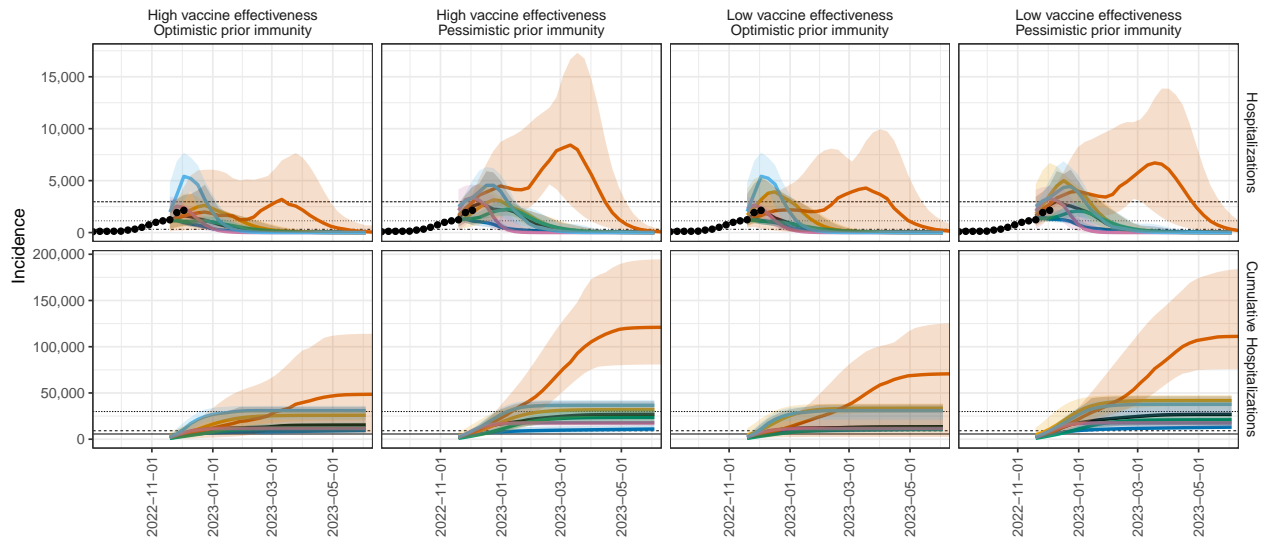 High vaccine effectiveness
Optimistic prior immunity
High vaccine effectiveness
Pessimistic prior immunity
Low vaccine effectiveness
Optimistic prior immunity
Low vaccine effectiveness
Pessimistic prior immunity
Incidence
15,000
10,000
5,000
0
Hospitalizations
200,000
150,000
100,000
50,000
0
Cumulative Hospitalizations
2022−11−01
2023−01−01
2023−03−01
2023−05−01
2022−11−01
2023−01−01
2023−03−01
2023−05−01
2022−11−01
2023−01−01
2023−03−01
2023−05−01
2022−11−01
2023−01−01
2023−03−01
2023−05−01